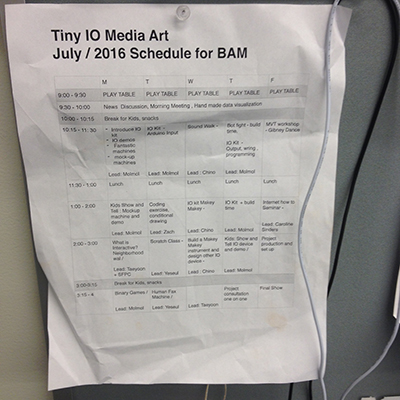 Tiny IO Media Art
July / 2016 Schedule for BAM
M T W T F
9:00 - 9:30 PLAY TABLE PLAY TABLE PLAY TABLE PLAY TABLE PLAY TABLE
9:30 - 10:00 News Discussion, Morning Meeting, Hand made data visualization
10:00 - 10:15 Break for Kids, snacks
10:15 - 11:30
* Introdunt IO kit
* IO device
* Fantastic machines
* mock-up machines
Lead: Molmol
IO Kit -
Arduino Input
Lead: Molmol
Sound Walk -
Lead : Chino
Bot fight - build time.
IO Kit -
Output, wiring, programming
Lead: Molmol
MVT workshop
- Gibney Dance
11:30 - 1:00 Lunch Lunch Lunch Lunch Lunch
1:00 - 2:00
Kids Show and
Tell : Mockup
machine and
demo
Lead: Molmol
Coding
exercise,
conditional
drawing
Lead: Zach
IO kit Makey
Makey -
Lead : Chino
IO Kit + build
time
Lead: Molmol
Internet how to
Seminar -
Lead: Caroline
Sinders
2:00 - 3:00
What is
Interactive?
Neighborhood
Lead: Taeyoon
+ SFPC
Scratch Class -
Lead: Yeseul
Build a Makey
Makey
instrument and
design other IO
device -
Lead : Chino
Kids: Show and
Tell IO device
and demo /
Lead: Molmol
Project
production and
set up
Break for Kids, snacks
3:15 - 4
Binary Games /
Lead: Molmol
Human Fax
Machine /
Lead: Yeseul
Lead: Taeyoon
Project
consultation
one on one
Final Show